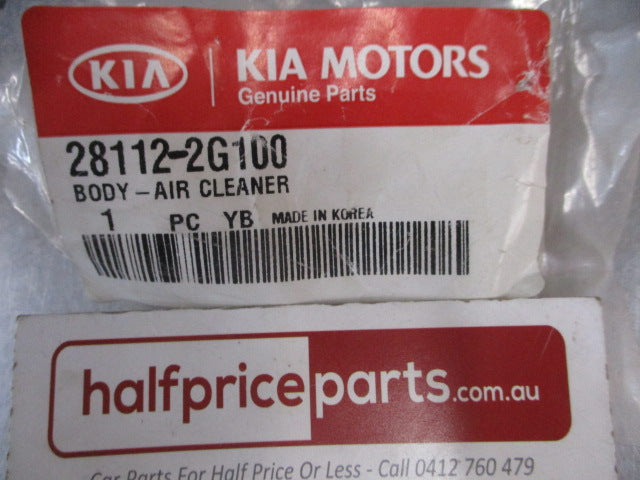 KIA KIA MOTORS
Genuine Parts
28112-2G100
BODY-AIR CLEANER
1 PC YB MADE IN KOREA
halfpriceparts.com.au
Car Parts For Half Price Or Less - Call 0412 760 479